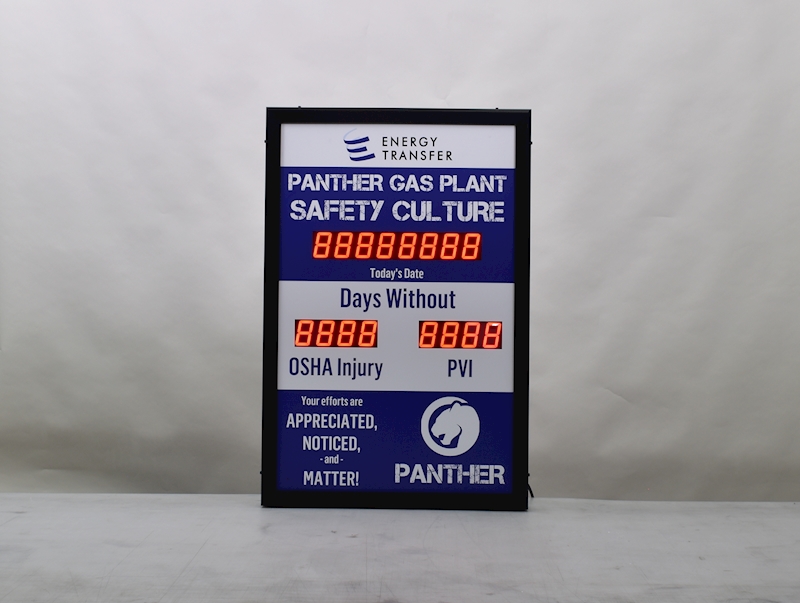 ENERGY
TRANSFER
PANTHER GAS PLANT
SAFETY CULTURE
88888888
Today's Date
Days Without
8888 8888
OSHA Injury PVI
Your efforts are
APPRECIATED,
NOTICED,
- and -
MATTER!
PANTHER